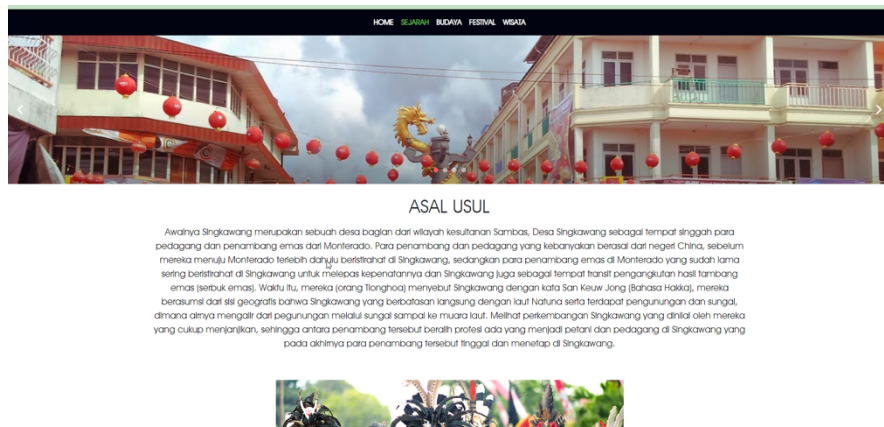 HOME SEJARAH BUDAYA FESTIVAL WISATA
ASAL USUL
Awalnya Singkawang merupakan sebuah desa bagian dari wilayah kesultanan Sambas, Desa Singkawang sebagai tempat singgah para
pedagang dan penambang emas dari Monterado. Para penambang dan pedagang yang kebanyakan berasal dari negeri China, sebelum
mereka menuju Monterado terlebih dahulu beristirahat di Singkawang, sedangkan para penambang emas di Monterado yang sudah lama
sering beristirahat di Singkawang untuk melepas kepenatannya dan Singkawang juga sebagai tempat transit pengangkutan hasil tambang
emas (serbuk emas). Waktu itu, mereka (orang Tionghoa) menyebut Singkawang dengan kata San Keuw Jong (Bahasa Hakka), mereka
berasumsi dari sisi geografis bahwa Singkawang yang berbatasan langsung dengan laut Natuna serta terdapat pengunungan dan sungai,
dimana airnya mengalir dari pegunungan melalui sungai sampai ke muara laut. Melihat perkembangan Singkawang yang dinilai oleh mereka
yang cukup menjanjikan, sehingga antara penambang tersebut beralih profesi ada yang menjadi petani dan pedagang di Singkawang yang
pada akhirnya para penambang tersebut tinggal dan menetap di Singkawang.